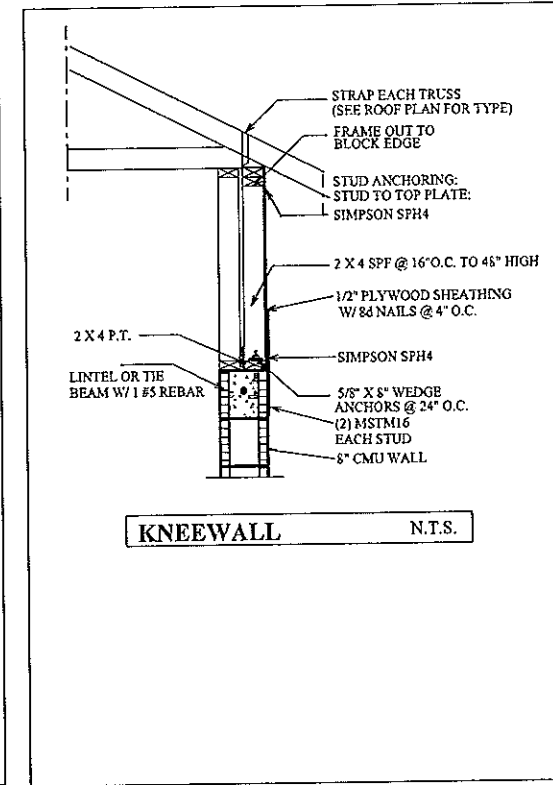 STRAP EACH TRUSS
(SEE ROOF PLAN FOR TYPE)
FRAME OUT TO
BLOCK EDGE
STUD ANCHORING:
STUD TO TOP PLATE:
SIMPSON SPH4
2 X 4 SPF @ 16"O.C. TO 48" HIGH
1/2" PLYWOOD SHEATHING
W/ 8d NAILS @ 4" O.C.
2 X 4 P.T.
SIMPSON SPH4
LINTEL OR TIE
BEAM W/ 1 #5 REBAR
5/8" X 8" WEDGE
ANCHORS @ 24" O.C.
(2) MSTM16
EACH STUD
8" CMU WALL
KNEEWALL N.T.S.